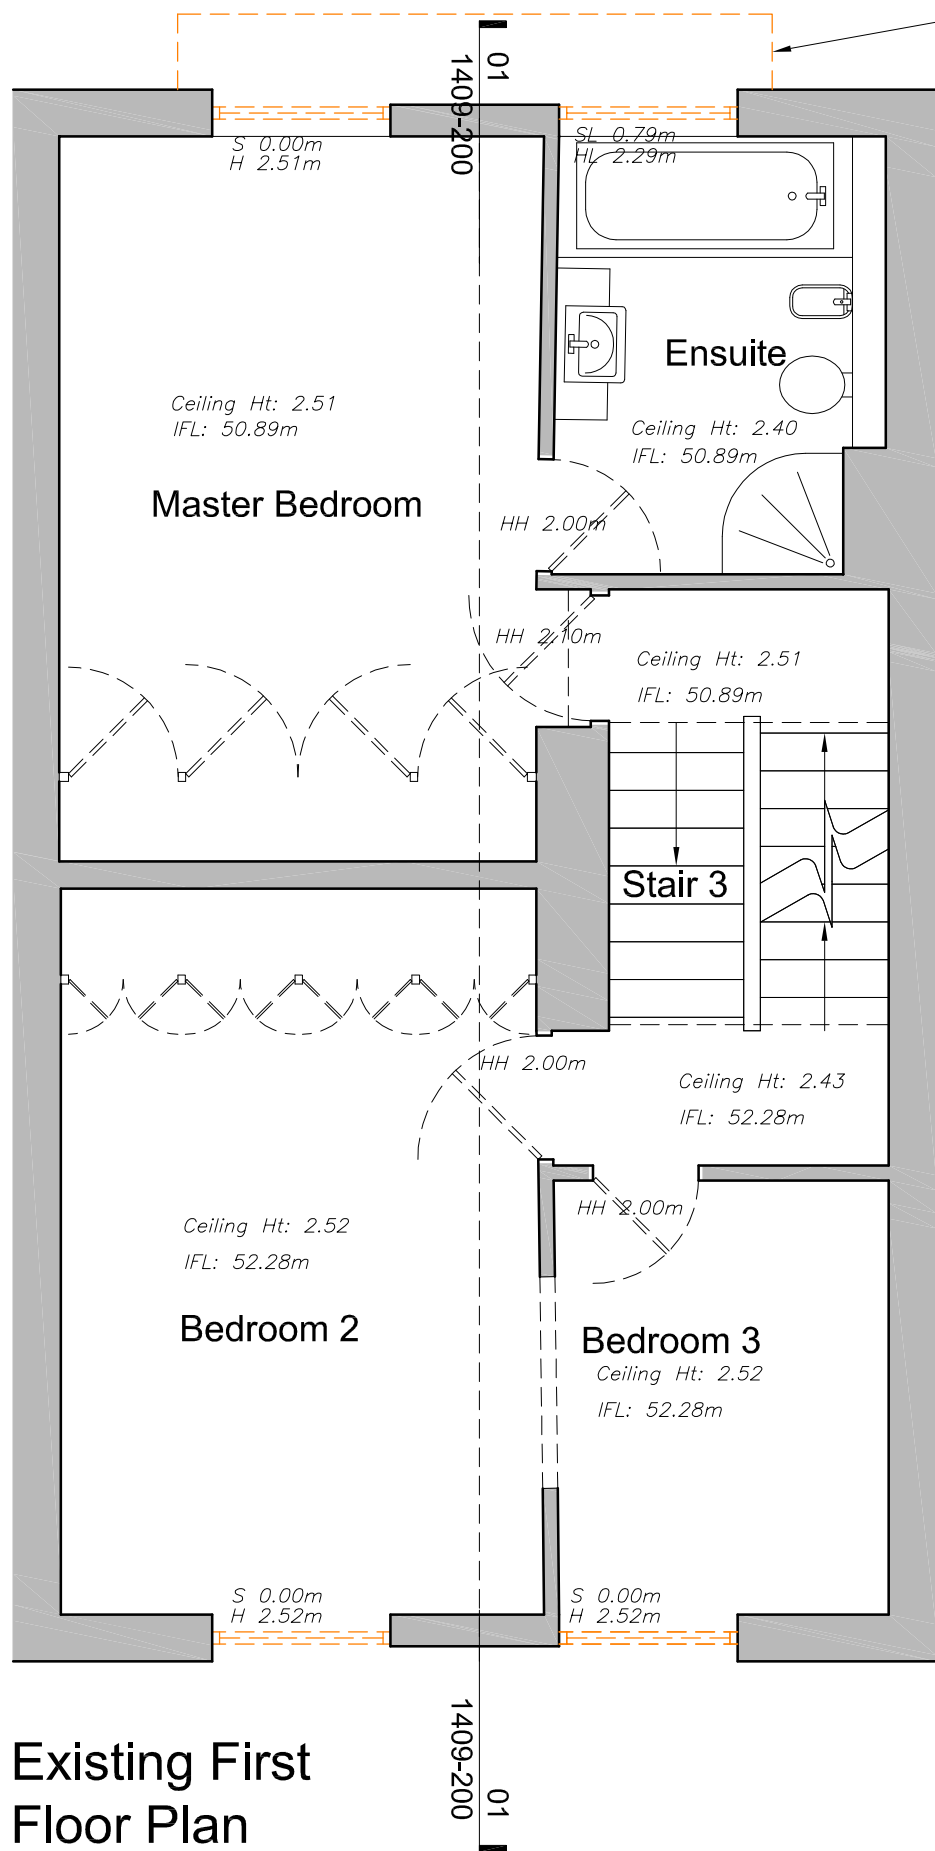 01
1409-200
S 0.00m
H 2.51m
SL 0.79m
HL 2.29m
Ensuite
Ceiling Ht: 2.51
IFL: 50.89m
Ceiling Ht: 2.40
IFL: 50.89m
Master Bedroom
HH 2.00m
HH 2.10m
Ceiling Ht: 2.51
IFL: 50.89m
Stair 3
HH 2.00m
Ceiling Ht: 2.43
IFL: 52.28m
HH 2.00m
Ceiling Ht: 2.52
IFL: 52.28m
Bedroom 2
Bedroom 3
Ceiling Ht: 2.52
IFL: 52.28m
S 0.00m
H 2.52m
S 0.00m
H 2.52m
01
1409-200
Existing First
Floor Plan